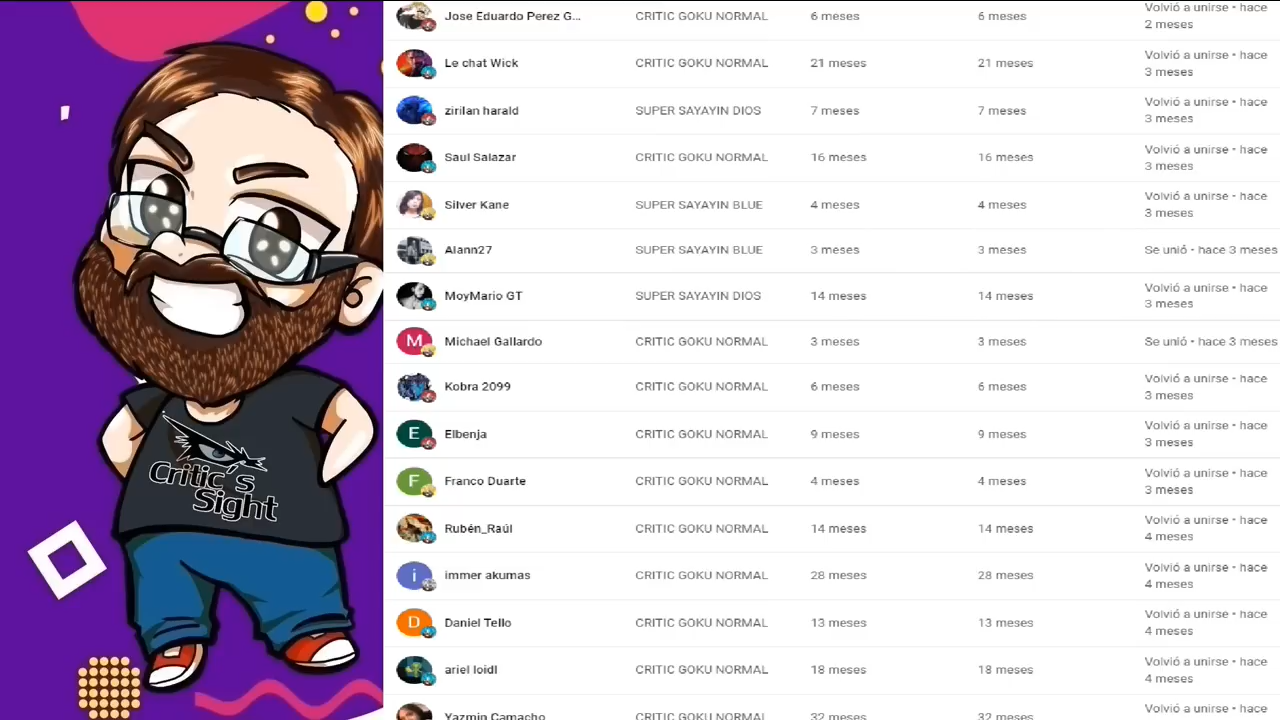 Jose Eduardo Perez G... CRITIC GOKU NORMAL 6 meses 6 meses Volvió a unirse • hace
2 meses
Le chat Wick CRITIC GOKU NORMAL 21 meses 21 meses Volvió a unirse • hace
3 meses
zirilan harald SUPER SAYAYIN DIOS 7 meses 7 meses Volvió a unirse • hace
3 meses
Saul Salazar CRITIC GOKU NORMAL 16 meses 16 meses Volvió a unirse • hace
3 meses
Silver Kane SUPER SAYAYIN BLUE 4 meses 4 meses Volvió a unirse • hace
3 meses
Alann27 SUPER SAYAYIN BLUE 3 meses 3 meses Se unió • hace 3 meses
MoyMario GT SUPER SAYAYIN DIOS 14 meses 14 meses Volvió a unirse • hace
3 meses
M Michael Gallardo CRITIC GOKU NORMAL 3 meses 3 meses Se unió • hace 3 meses
Kobra 2099 CRITIC GOKU NORMAL 6 meses 6 meses Volvió a unirse • hace
3 meses
E Elbenja CRITIC GOKU NORMAL 9 meses 9 meses Volvió a unirse • hace
3 meses
F Franco Duarte CRITIC GOKU NORMAL 4 meses 4 meses Volvió a unirse • hace
3 meses
Rubén_Raúl CRITIC GOKU NORMAL 14 meses 14 meses Volvió a unirse • hace
4 meses
i immer akumas CRITIC GOKU NORMAL 28 meses 28 meses Volvió a unirse • hace
4 meses
D Daniel Tello CRITIC GOKU NORMAL 13 meses 13 meses Volvió a unirse • hace
4 meses
ariel loidl CRITIC GOKU NORMAL 18 meses 18 meses Volvió a unirse • hace
4 meses
Yazmin Camacho CRITIC GOKU NORMAL 32 meses 32 meses Volvió a unirse • hace
Critic's
Sight